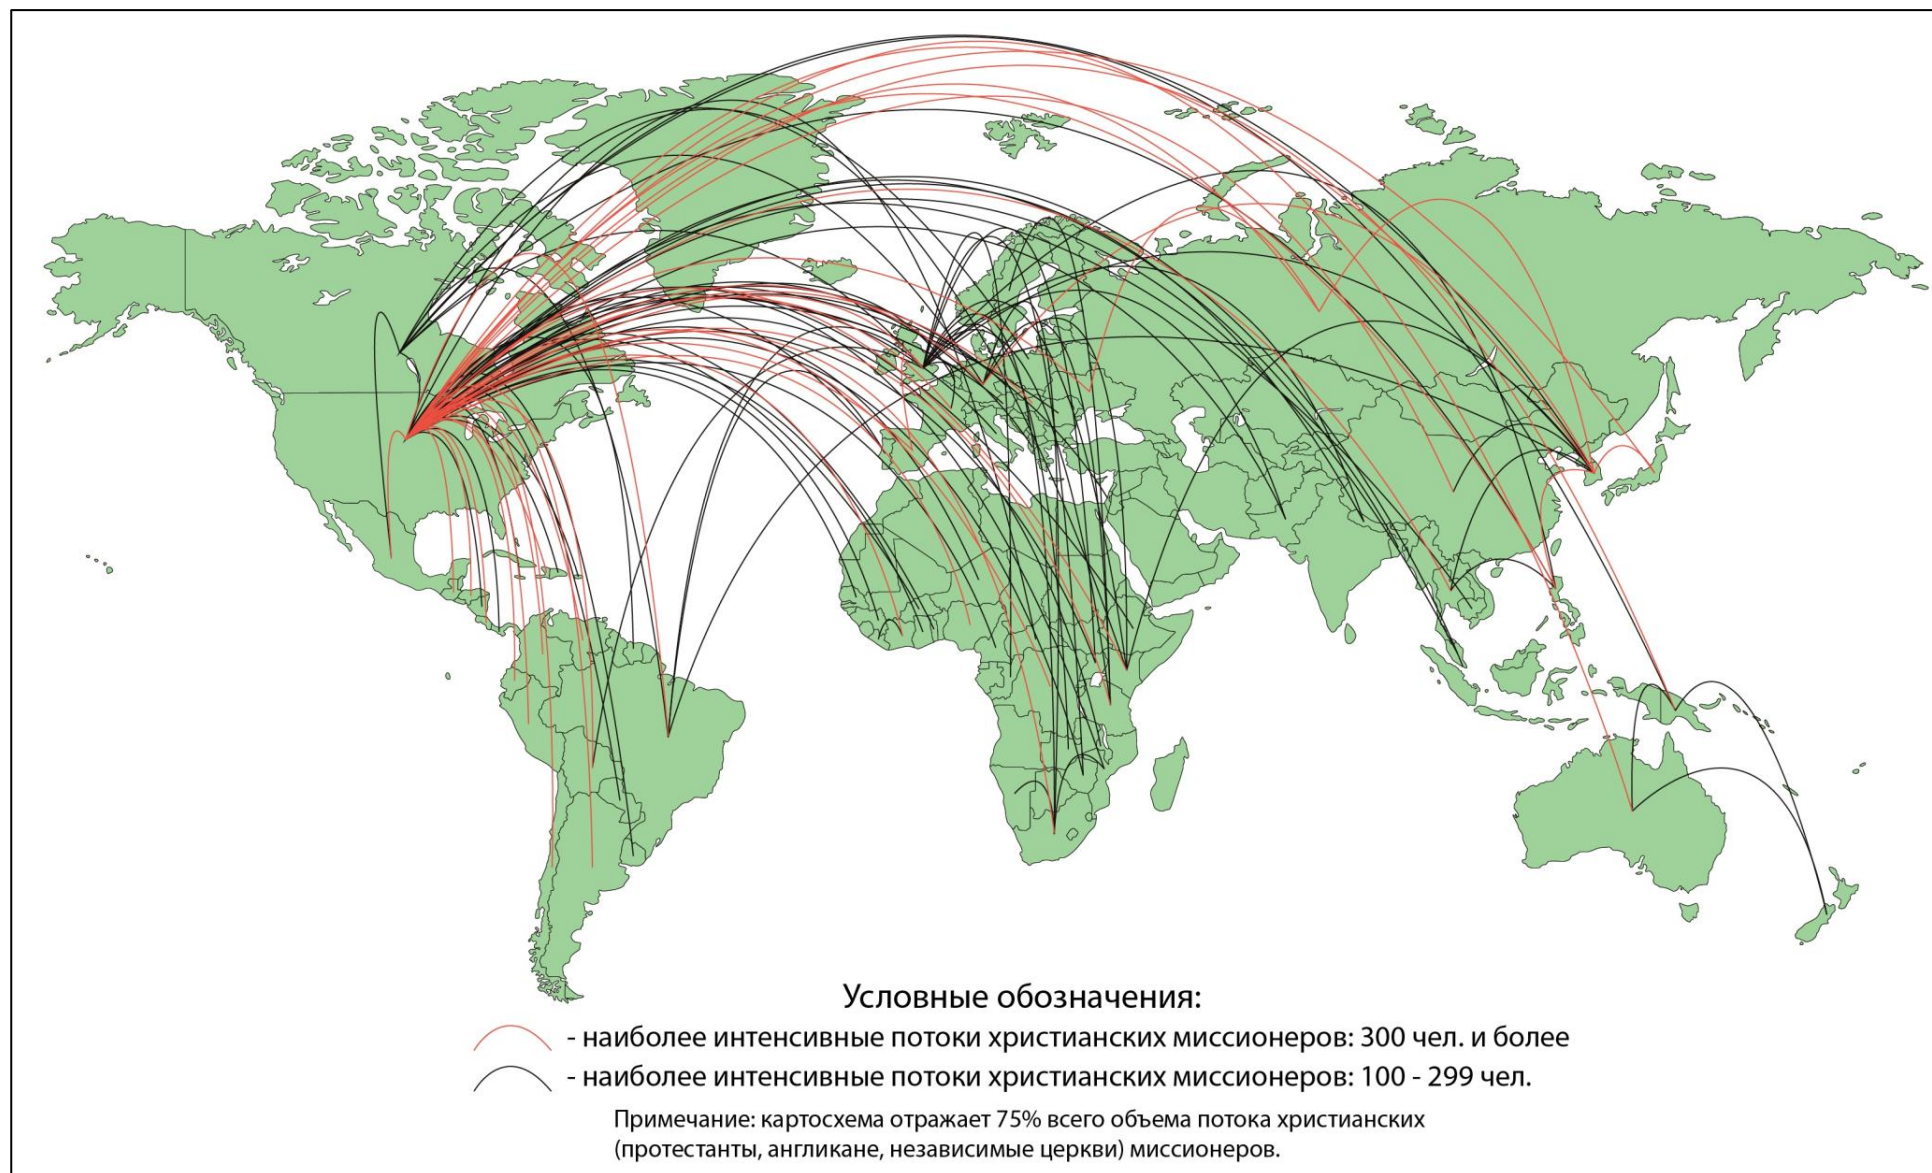 Условные обозначения:
- наиболее интенсивные потоки христианских миссионеров: 300 чел. и более
- наиболее интенсивные потоки христианских миссионеров: 100 - 299 чел.
Примечание: картосхема отражает 75% всего объема потока христианских
(протестанты, англикане, независимые церкви) миссионеров.